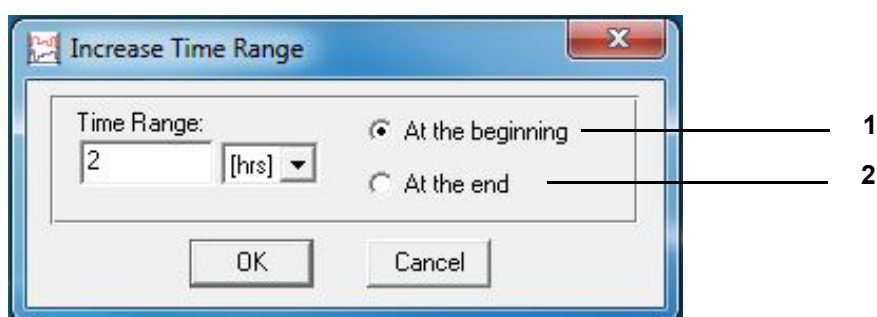 Increase Time Range
Time Range:
2 [hrs]
At the beginning 1
At the end 2
OK Cancel